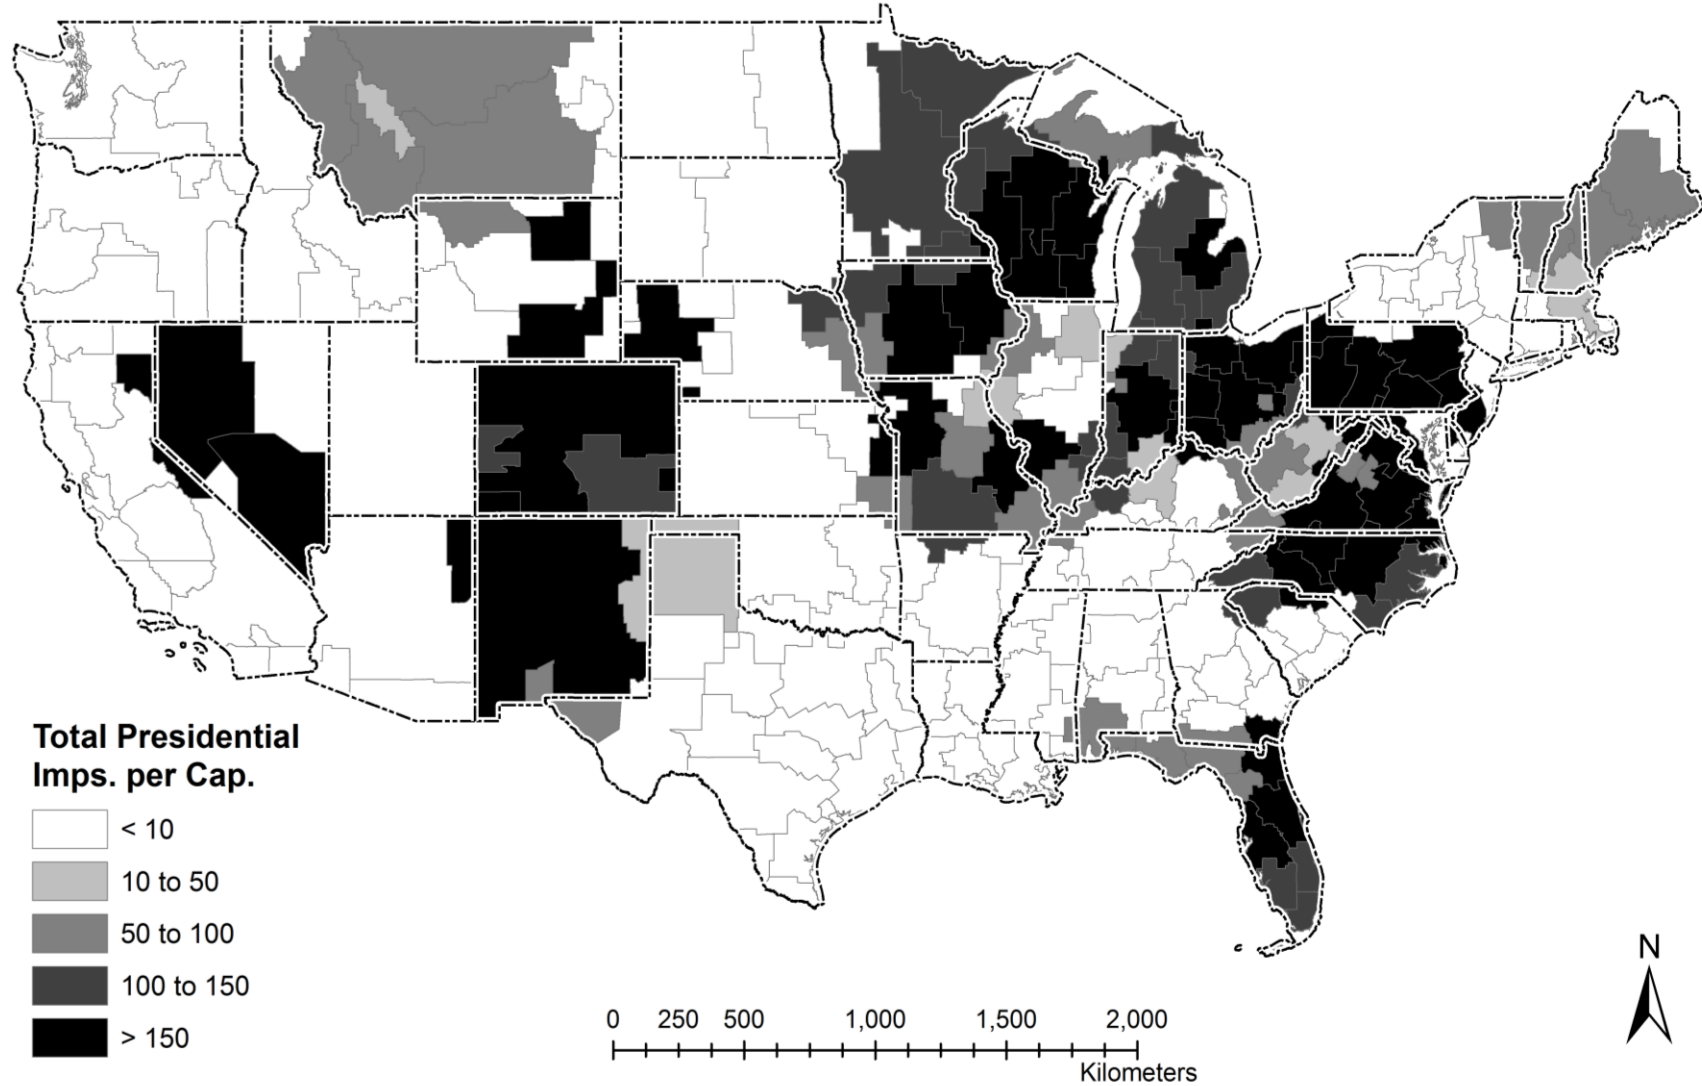 Total Presidential
Imps. per Cap.
< 10
10 to 50
50 to 100
100 to 150
> 150
0 250 500 1,000 1,500 2,000
Kilometers
N